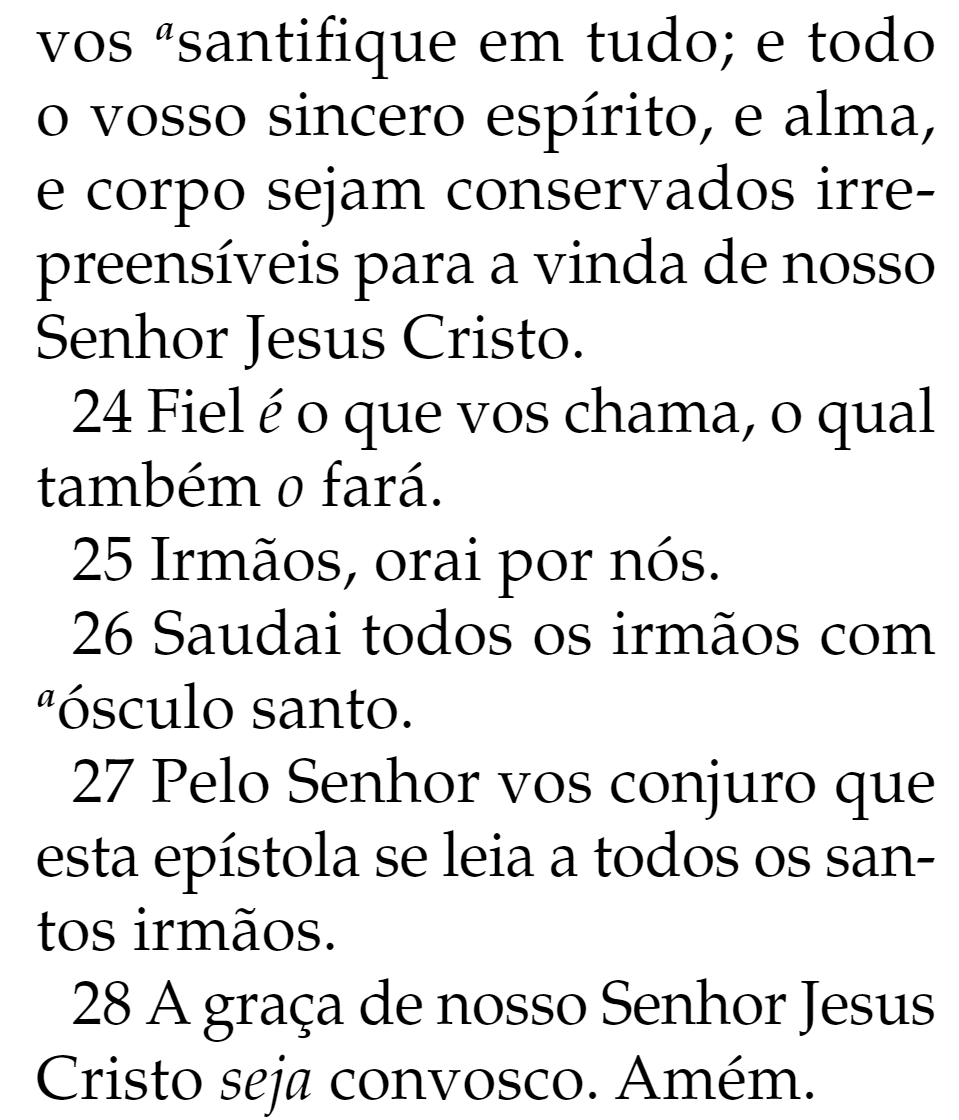 vos ᵃsantifique em tudo; e todo
o vosso sincero espírito, e alma,
e corpo sejam conservados irre-
preensíveis para a vinda de nosso
Senhor Jesus Cristo.
24 Fiel é o que vos chama, o qual
também o fará.
25 Irmãos, orai por nós.
26 Saudai todos os irmãos com
ᵃósculo santo.
27 Pelo Senhor vos conjuro que
esta epístola se leia a todos os san-
tos irmãos.
28 A graça de nosso Senhor Jesus
Cristo seja convosco. Amém.